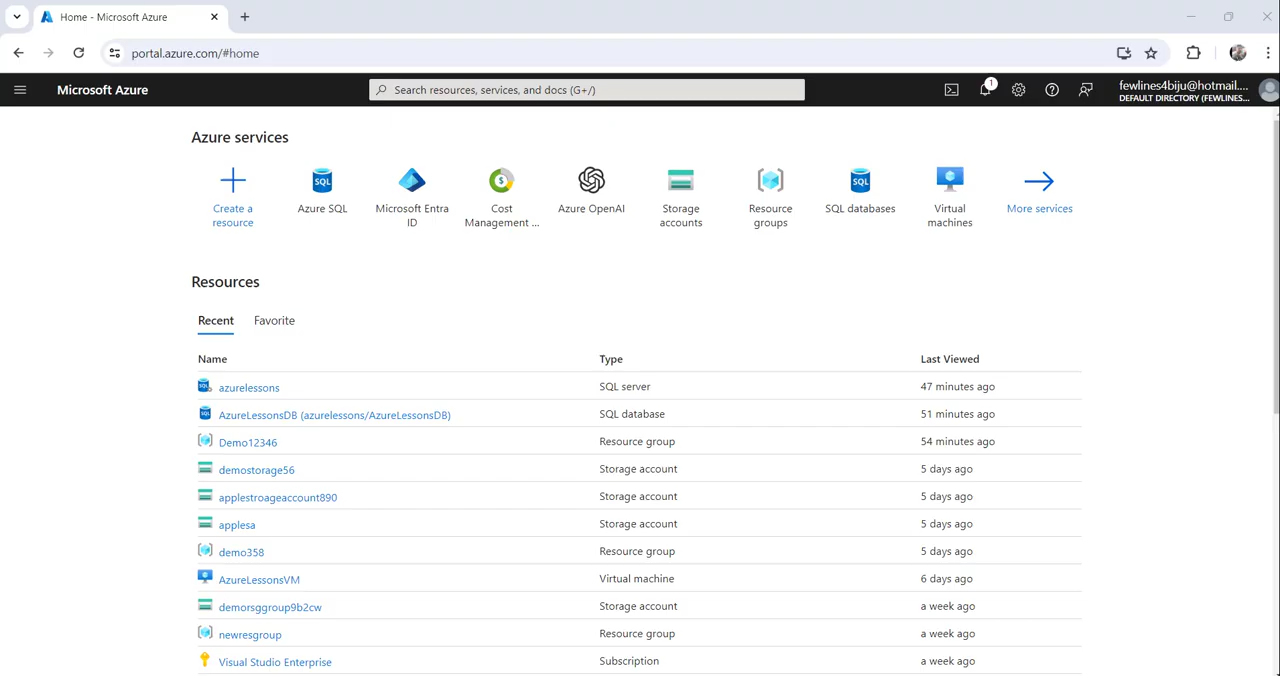 Home - Microsoft Azure
portal.azure.com/#home
Microsoft Azure
Search resources, services, and docs (G+/)
1
fewlines4biju@hotmail....
DEFAULT DIRECTORY (FEWLINES...
Azure services
Create a resource
SQL
Azure SQL
Microsoft Entra ID
$
Cost Management ...
Azure OpenAI
Storage accounts
Resource groups
SQL
SQL databases
Virtual machines
More services
Resources
Recent Favorite
Name Type Last Viewed
azurelessons SQL server 47 minutes ago
AzureLessonsDB (azurelessons/AzureLessonsDB) SQL database 51 minutes ago
Demo12346 Resource group 54 minutes ago
demostorage56 Storage account 5 days ago
applestroageaccount890 Storage account 5 days ago
applesa Storage account 5 days ago
demo358 Resource group 5 days ago
AzureLessonsVM Virtual machine 6 days ago
demorsggroup9b2cw Storage account a week ago
newresgroup Resource group a week ago
Visual Studio Enterprise Subscription a week ago